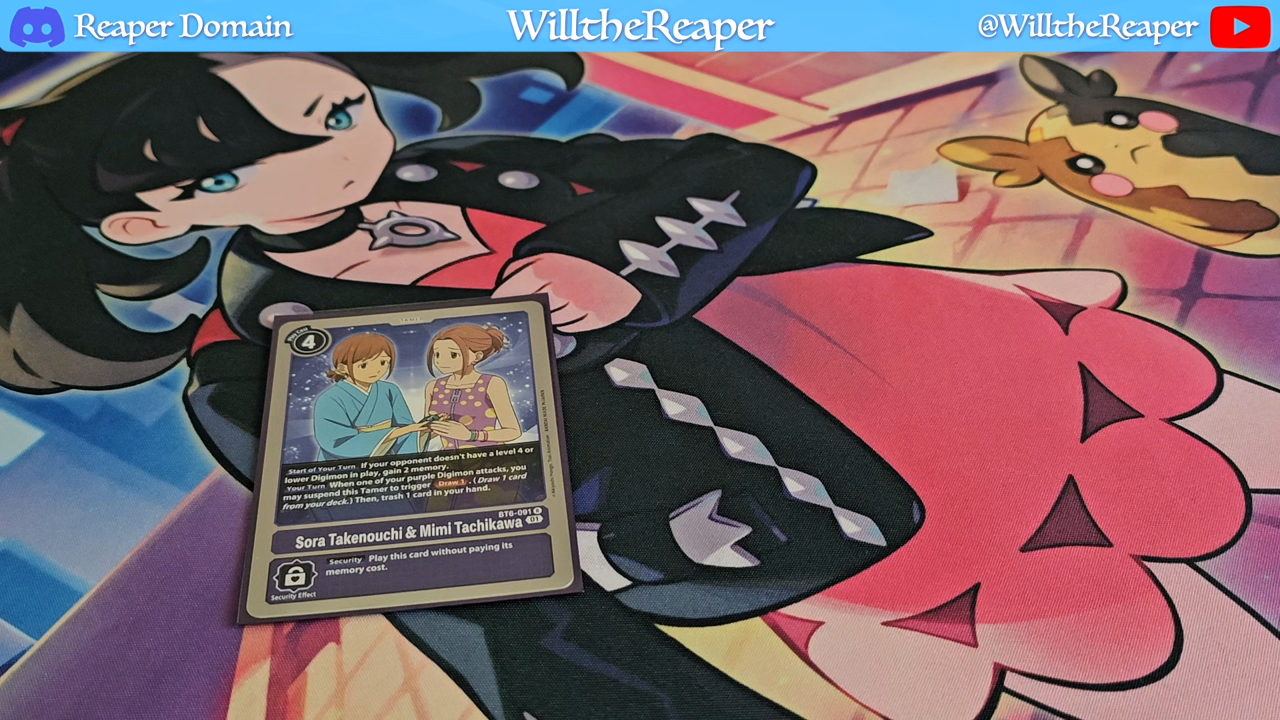 Reaper Domain
WilltheReaper
@WilltheReaper
TAMER
4
Start of Your Turn If your opponent doesn't have a level 4 or
lower Digimon in play, gain 2 memory.
Your Turn When one of your purple Digimon attacks, you
may suspend this Tamer to trigger Draw 1. (Draw 1 card
from your deck.) Then, trash 1 card in your hand.
BT6-091 R
Sora Takenouchi & Mimi Tachikawa 01
Security Play this card without paying its
memory cost.
Security Effect